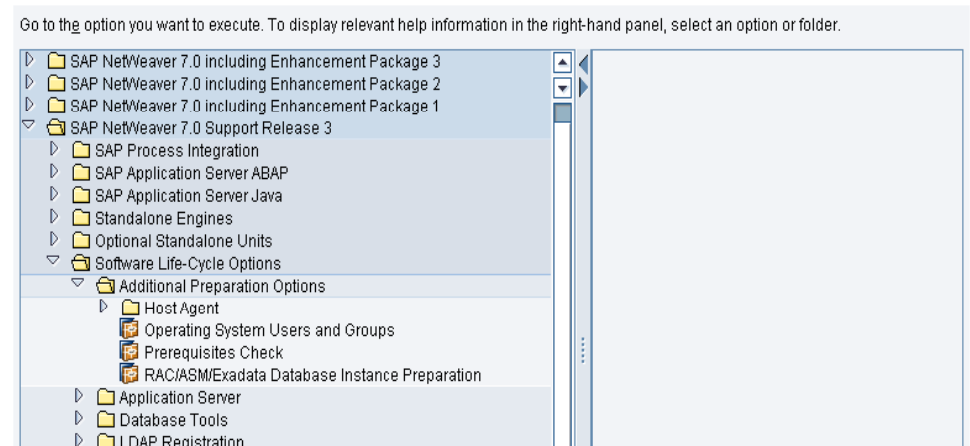 Go to the option you want to execute. To display relevant help information in the right-hand panel, select an option or folder.
SAP NetWeaver 7.0 including Enhancement Package 3
SAP NetWeaver 7.0 including Enhancement Package 2
SAP NetWeaver 7.0 including Enhancement Package 1
SAP NetWeaver 7.0 Support Release 3
SAP Process Integration
SAP Application Server ABAP
SAP Application Server Java
Standalone Engines
Optional Standalone Units
Software Life-Cycle Options
Additional Preparation Options
Host Agent
Operating System Users and Groups
Prerequisites Check
RAC/ASM/Exadata Database Instance Preparation
Application Server
Database Tools
LDAP Registration